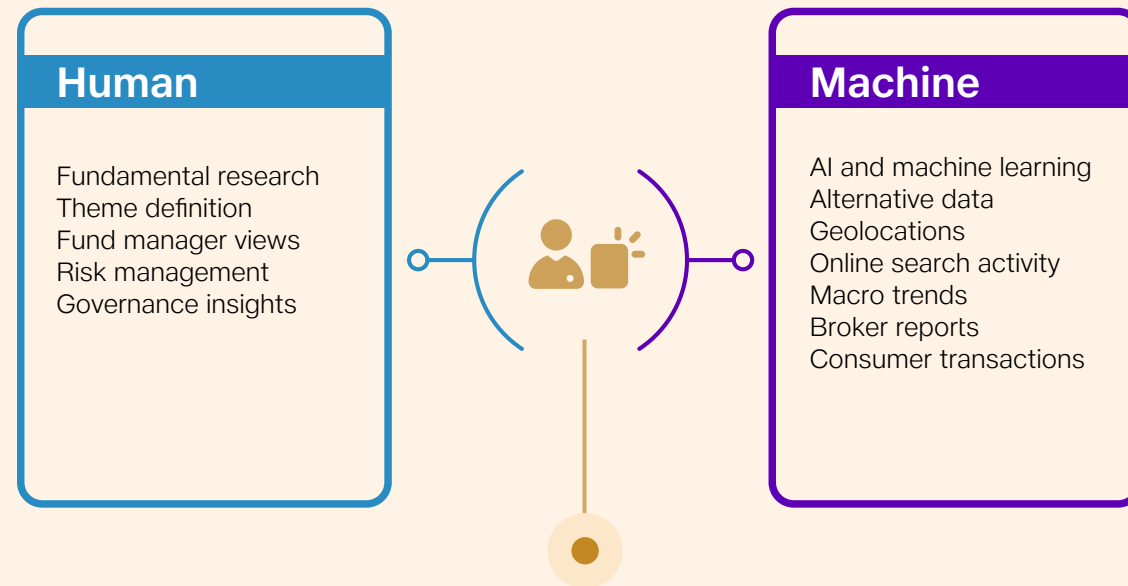 Human
Fundamental research
Theme definition
Fund manager views
Risk management
Governance insights
Machine
AI and machine learning
Alternative data
Geolocations
Online search activity
Macro trends
Broker reports
Consumer transactions